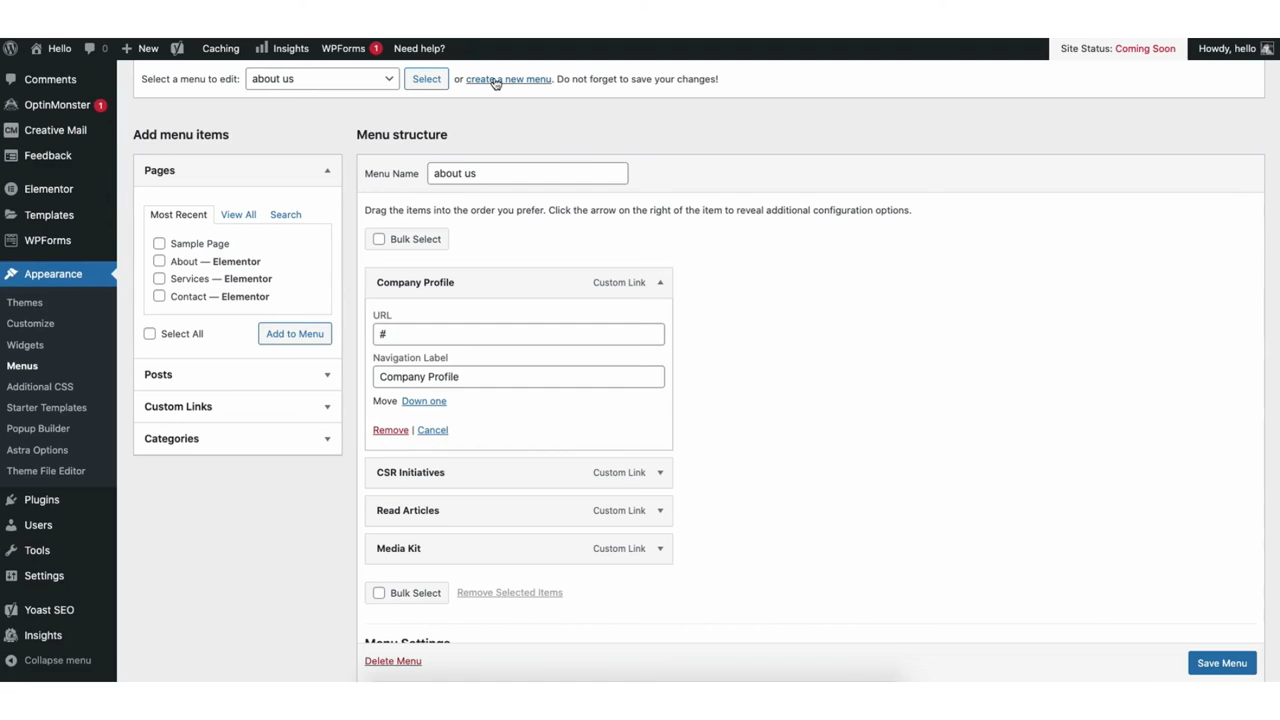 Hello
0
New
Caching
Insights
WPForms 1
Need help?
Site Status: Coming Soon
Howdy, hello
Comments
OptinMonster 1
CM Creative Mail
Feedback
Elementor
Templates
WPForms
Appearance
Themes
Customize
Widgets
Menus
Additional CSS
Starter Templates
Popup Builder
Astra Options
Theme File Editor
Plugins
Users
Tools
Settings
Yoast SEO
Insights
Collapse menu
Select a menu to edit: about us Select or create a new menu. Do not forget to save your changes!
Add menu items
Pages
Most Recent View All Search
Sample Page
About — Elementor
Services — Elementor
Contact — Elementor
Select All Add to Menu
Posts
Custom Links
Categories
Menu structure
Menu Name about us
Drag the items into the order you prefer. Click the arrow on the right of the item to reveal additional configuration options.
Bulk Select
Company Profile Custom Link
URL
#
Navigation Label
Company Profile
Move Down one
Remove | Cancel
CSR Initiatives Custom Link
Read Articles Custom Link
Media Kit Custom Link
Bulk Select Remove Selected Items
Menu Settings
Delete Menu Save Menu